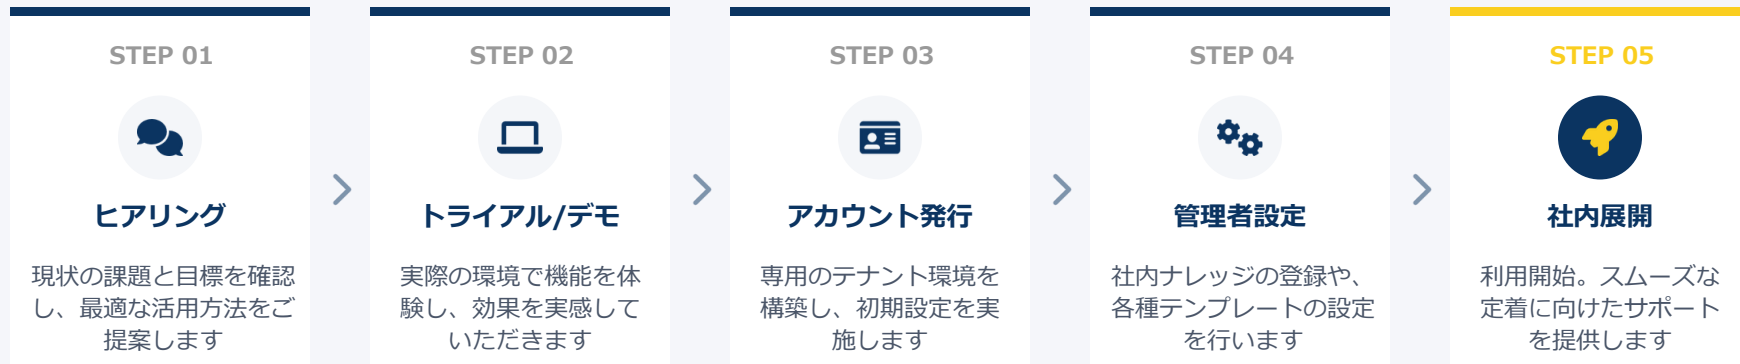 STEP 01
ヒアリング
現状の課題と目標を確認
し、最適な活用方法をご
提案します
STEP 02
トライアル/デモ
実際の環境で機能を体
験し、効果を実感して
いただきます
STEP 03
アカウント発行
専用のテナント環境を
構築し、初期設定を実
施します
STEP 04
管理者設定
社内ナレッジの登録や、
各種テンプレートの設定
を行います
STEP 05
社内展開
利用開始。スムーズな
定着に向けたサポート
を提供します